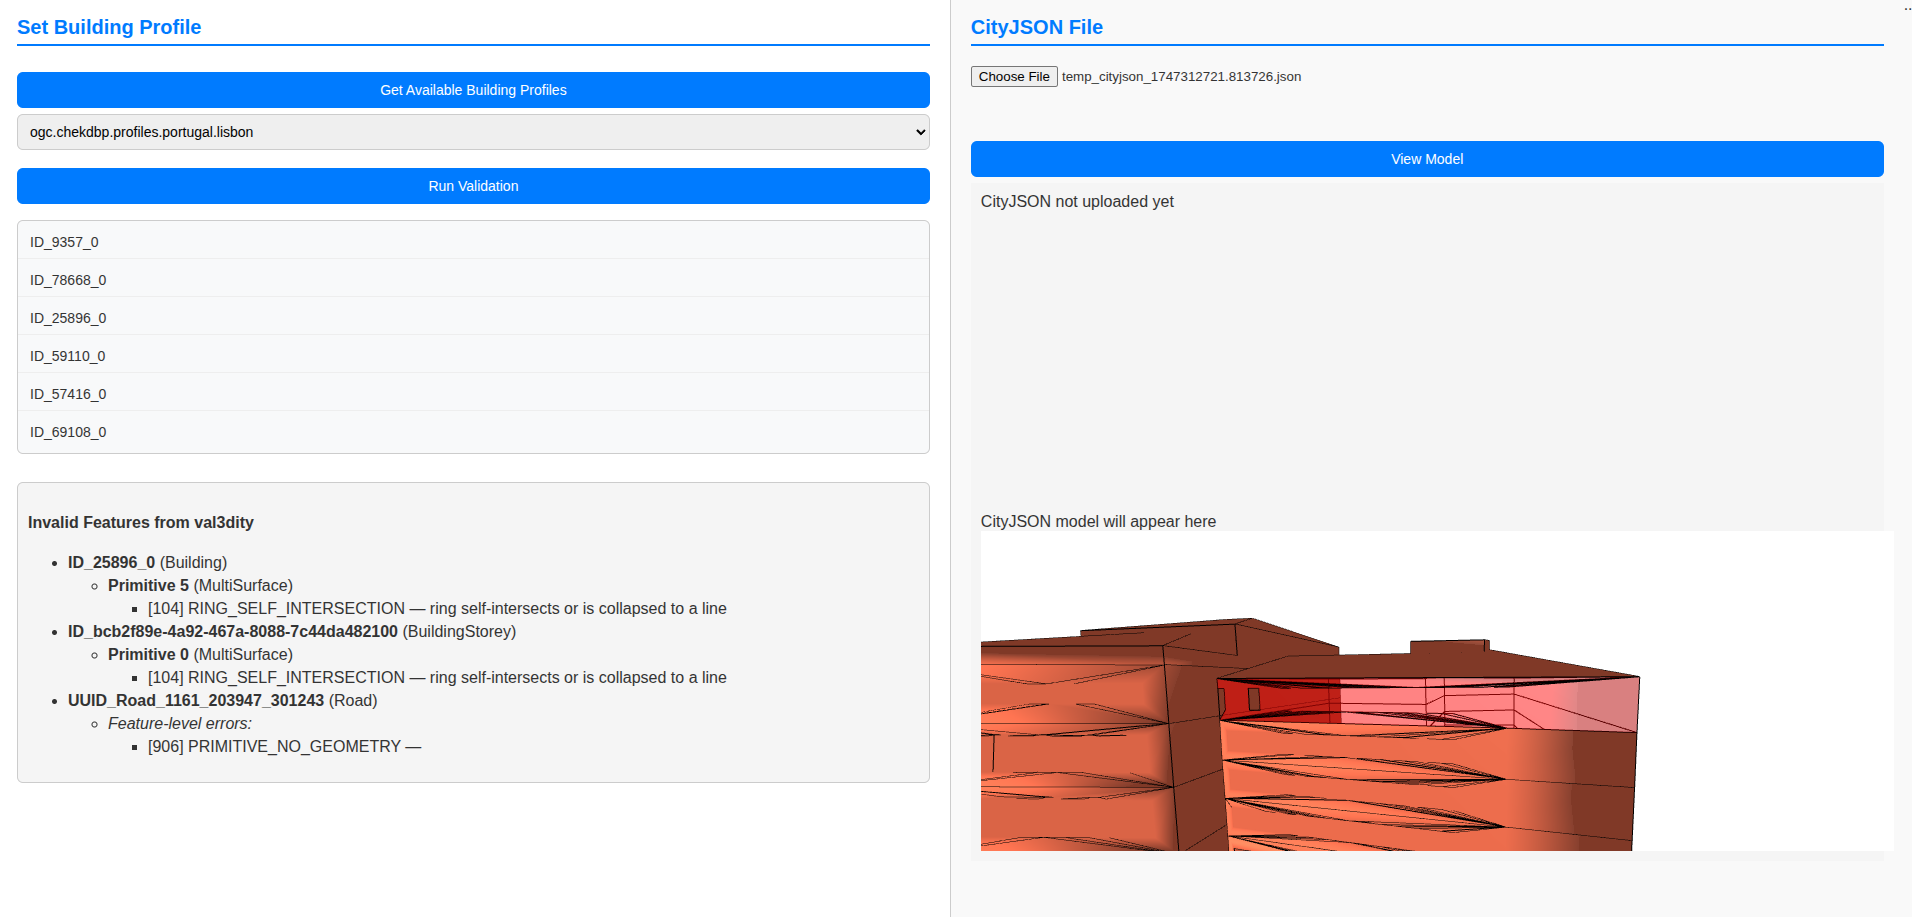 Set Building Profile
Get Available Building Profiles
ogc.chekdbp.profiles.portugal.lisbon
Run Validation
ID_9357_0
ID_78668_0
ID_25896_0
ID_59110_0
ID_57416_0
ID_69108_0
Invalid Features from val3dity
• ID_25896_0 (Building)
◦ Primitive 5 (MultiSurface)
▪ [104] RING_SELF_INTERSECTION — ring self-intersects or is collapsed to a line
• ID_bcb2f89e-4a92-467a-8088-7c44da482100 (BuildingStorey)
◦ Primitive 0 (MultiSurface)
▪ [104] RING_SELF_INTERSECTION — ring self-intersects or is collapsed to a line
• UUID_Road_1161_203947_301243 (Road)
◦ Feature-level errors:
▪ [906] PRIMITIVE_NO_GEOMETRY —
CityJSON File
Choose File temp_cityjson_1747312721.813726.json
View Model
CityJSON not uploaded yet
CityJSON model will appear here